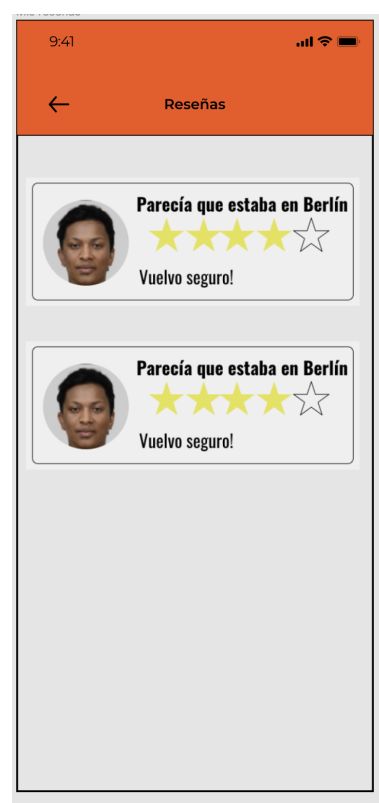 9:41
Reseñas
Parecía que estaba en Berlín
Vuelvo seguro!
Parecía que estaba en Berlín
Vuelvo seguro!